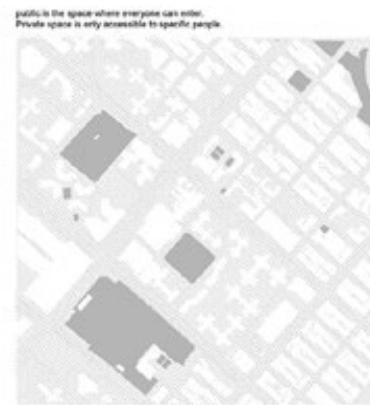 public is the space where everyone can enter.
Private space is only accessible to specific people.